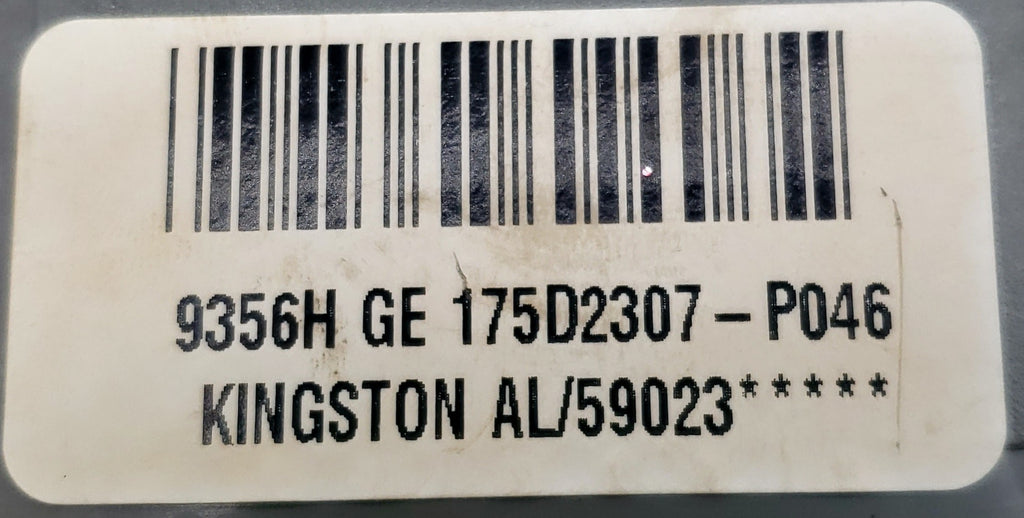 9356H GE 175D2307-P046
KINGSTON AL/59023*****